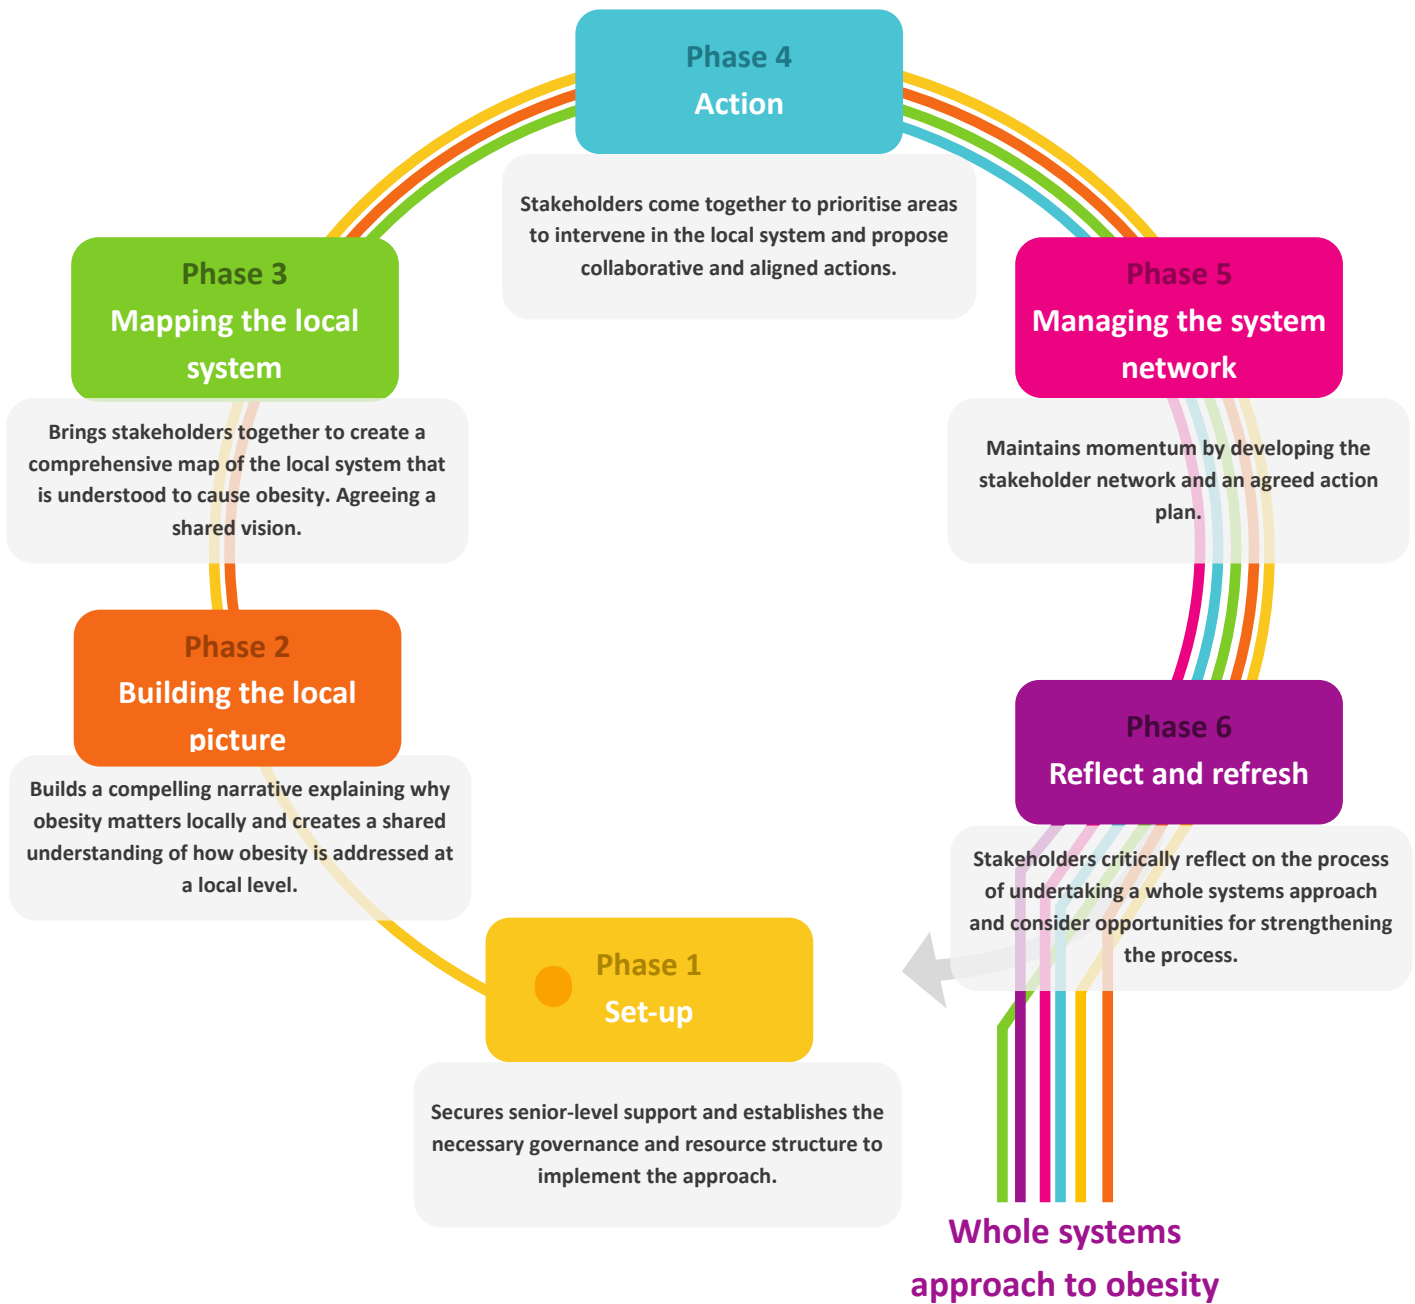 Phase 4
Action
Stakeholders come together to prioritise areas
to intervene in the local system and propose
collaborative and aligned actions.
Phase 3
Mapping the local
system
Brings stakeholders together to create a
comprehensive map of the local system that
is understood to cause obesity. Agreeing a
shared vision.
Phase 5
Managing the system
network
Maintains momentum by developing the
stakeholder network and an agreed action
plan.
Phase 2
Building the local
picture
Builds a compelling narrative explaining why
obesity matters locally and creates a shared
understanding of how obesity is addressed at
a local level.
Phase 6
Reflect and refresh
Stakeholders critically reflect on the process
of undertaking a whole systems approach
and consider opportunities for strengthening
the process.
Phase 1
Set-up
Secures senior-level support and establishes the
necessary governance and resource structure to
implement the approach.
Whole systems
approach to obesity